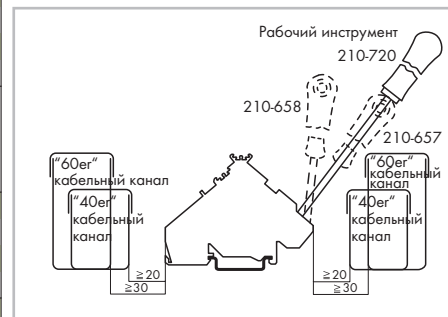 Рабочий инструмент
210-720
210-658
210-657
"60er"
кабельный канал
"40er"
кабельный
канал
"60er"
кабельный
канал
"40er"
кабельный
канал
≧20
≧30
≧20
≧30